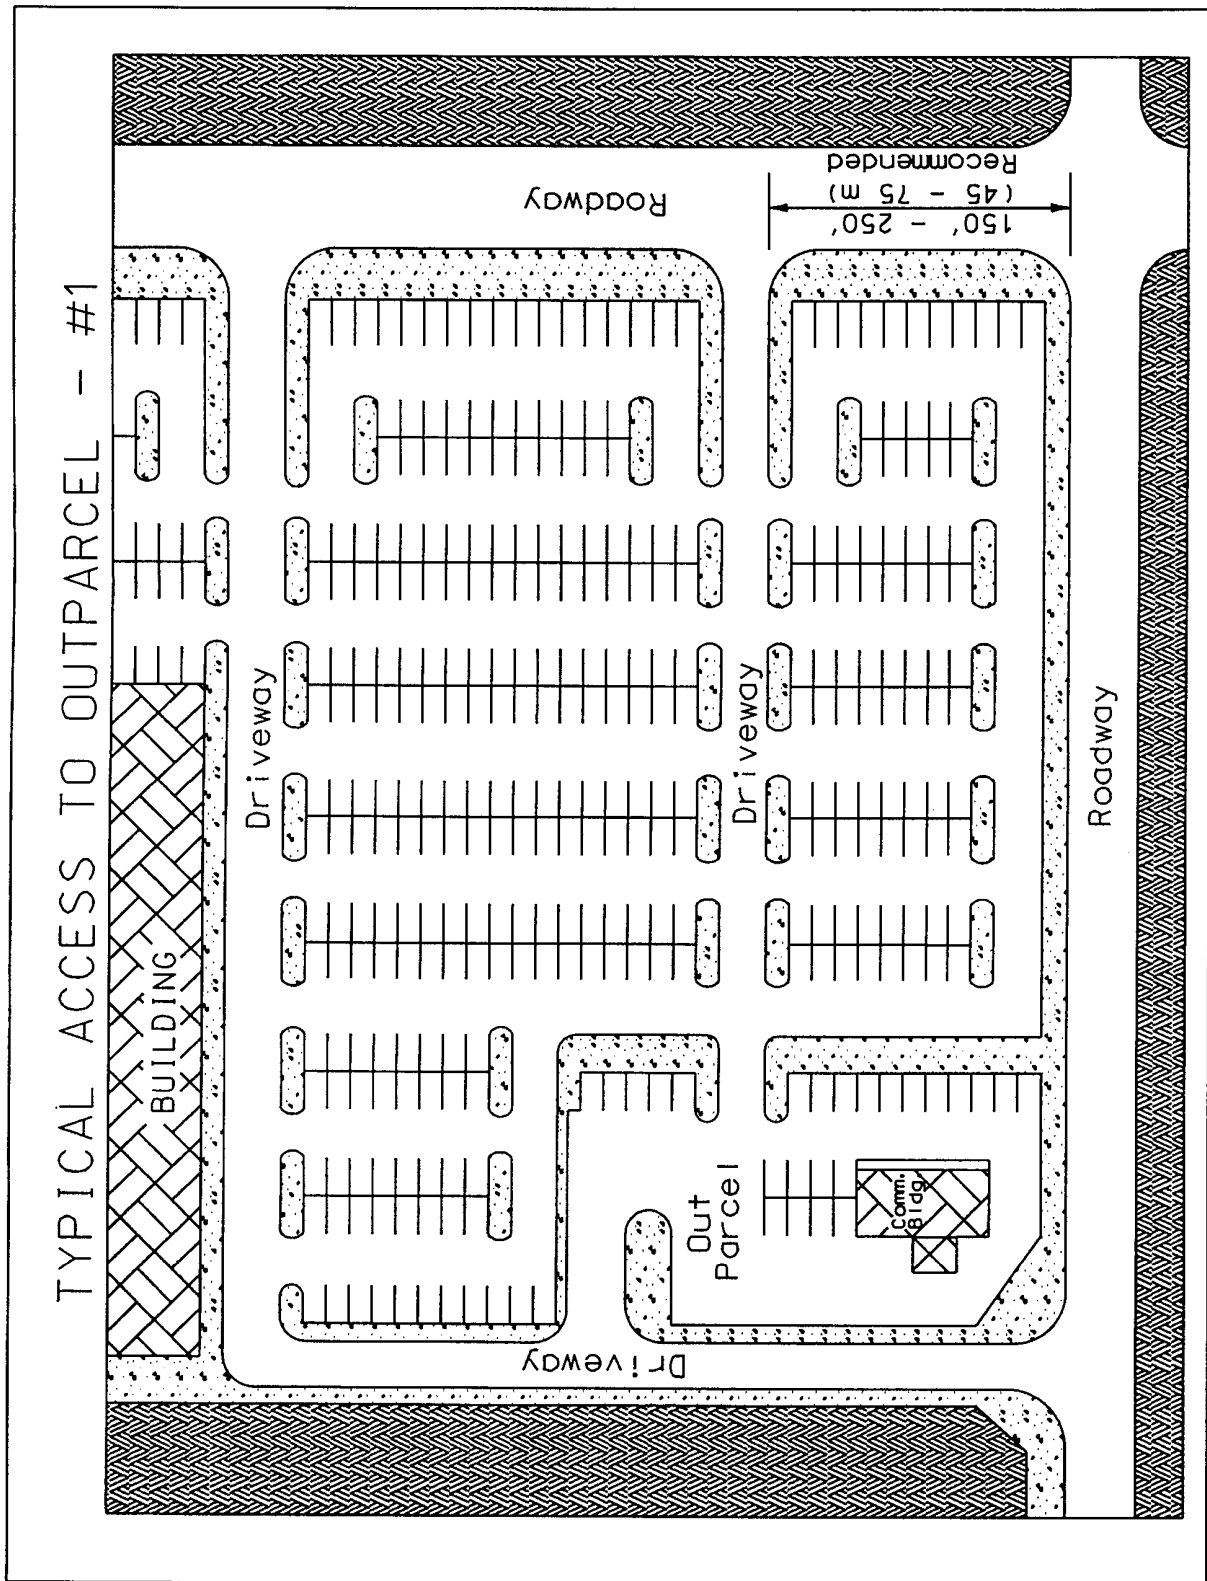 TYPICAL ACCESS TO OUTPARCEL - #1
BUILDING
Driveway
Roadway
150' - 250'
(45 - 75 m)
Recommended
Driveway
Out
Parcel
Comm.
Bldg.
Driveway
Roadway